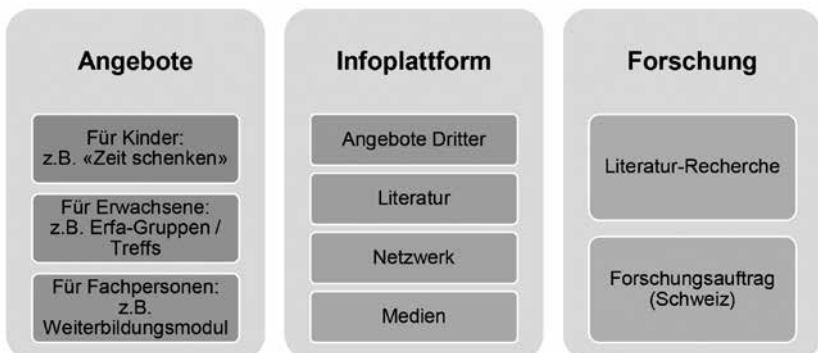 Angebote
Für Kinder:
z.B. «Zeit schenken»
Für Erwachsene:
z.B. Erfa-Gruppen /
Treffs
Für Fachpersonen:
z.B.
Weiterbildungsmodul
Infoplattform
Angebote Dritter
Literatur
Netzwerk
Medien
Forschung
Literatur-Recherche
Forschungsauftrag
(Schweiz)